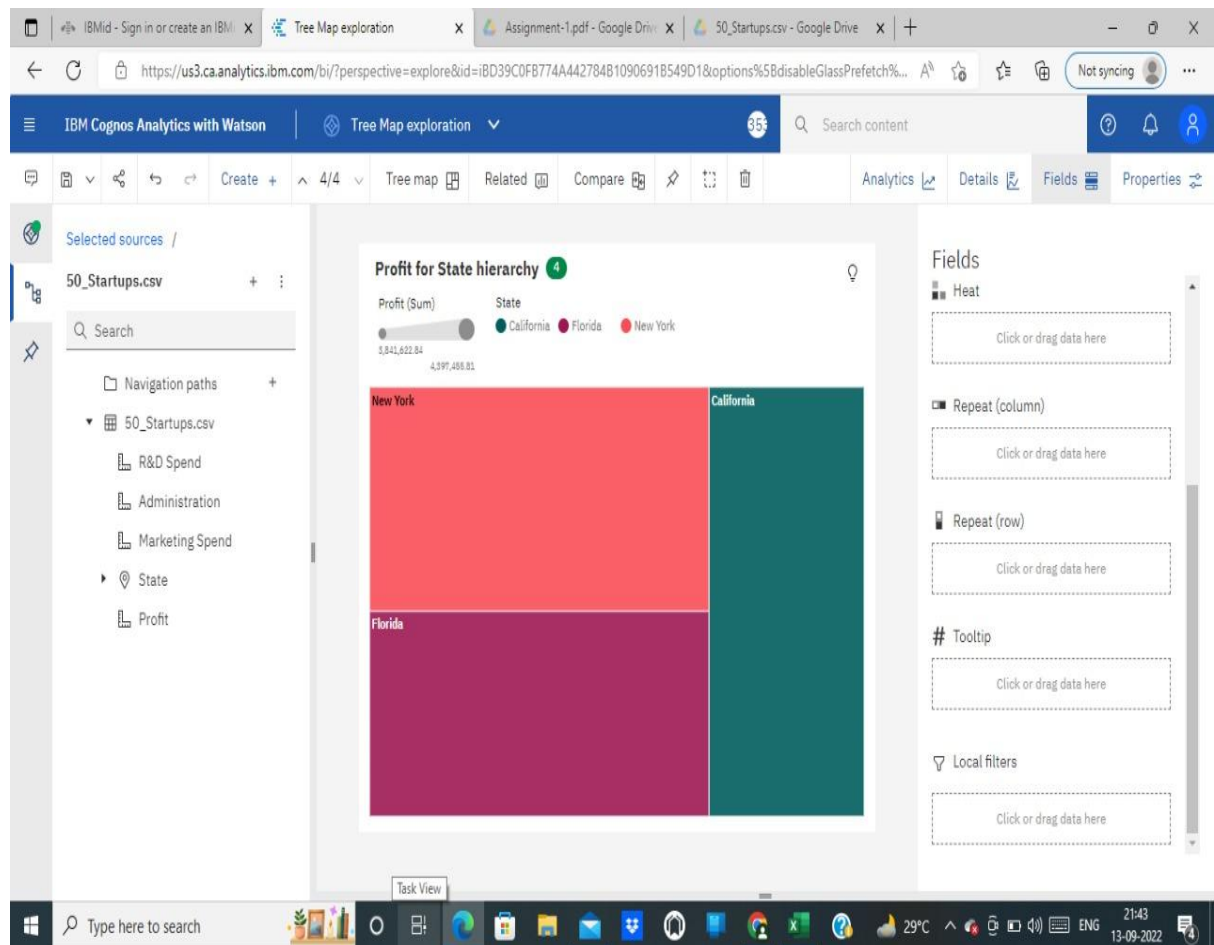 IBMid - Sign in or create an IBMi
Tree Map exploration
Assignment-1.pdf - Google Drive
50_Startups.csv - Google Drive
https://us3.ca.analytics.ibm.com/bi/?perspective=explore&id=iBD39C0FB774A442784B1090691B549D1&options%5BdisableGlassPrefetch%...
Not syncing
IBM Cognos Analytics with Watson
Tree Map exploration
Search content
Create
4/4
Tree map
Related
Compare
Analytics
Details
Fields
Properties
Selected sources /
50_Startups.csv
Search
Navigation paths
50_Startups.csv
R&D Spend
Administration
Marketing Spend
State
Profit
Profit for State hierarchy 4
Profit (Sum)
3,841,622.84
State
California Florida New York
New York
California
Florida
Fields
Heat
Click or drag data here
Repeat (column)
Click or drag data here
Repeat (row)
Click or drag data here
# Tooltip
Click or drag data here
Local filters
Click or drag data here
Task View
Type here to search
29°C
ENG
21:43
13-09-2022